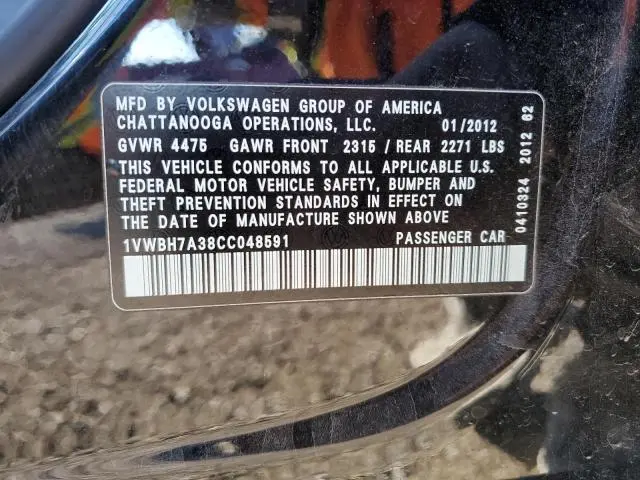 MFD BY VOLKSWAGEN GROUP OF AMERICA
CHATTANOOGA OPERATIONS, LLC. 01/2012
GVWR 4475 GAWR FRONT 2315 / REAR 2271 LBS
THIS VEHICLE CONFORMS TO ALL APPLICABLE U.S.
FEDERAL MOTOR VEHICLE SAFETY, BUMPER AND
THEFT PREVENTION STANDARDS IN EFFECT ON
THE DATE OF MANUFACTURE SHOWN ABOVE
1VWBH7A38CC048591 PASSENGER CAR
0410324 2012 62